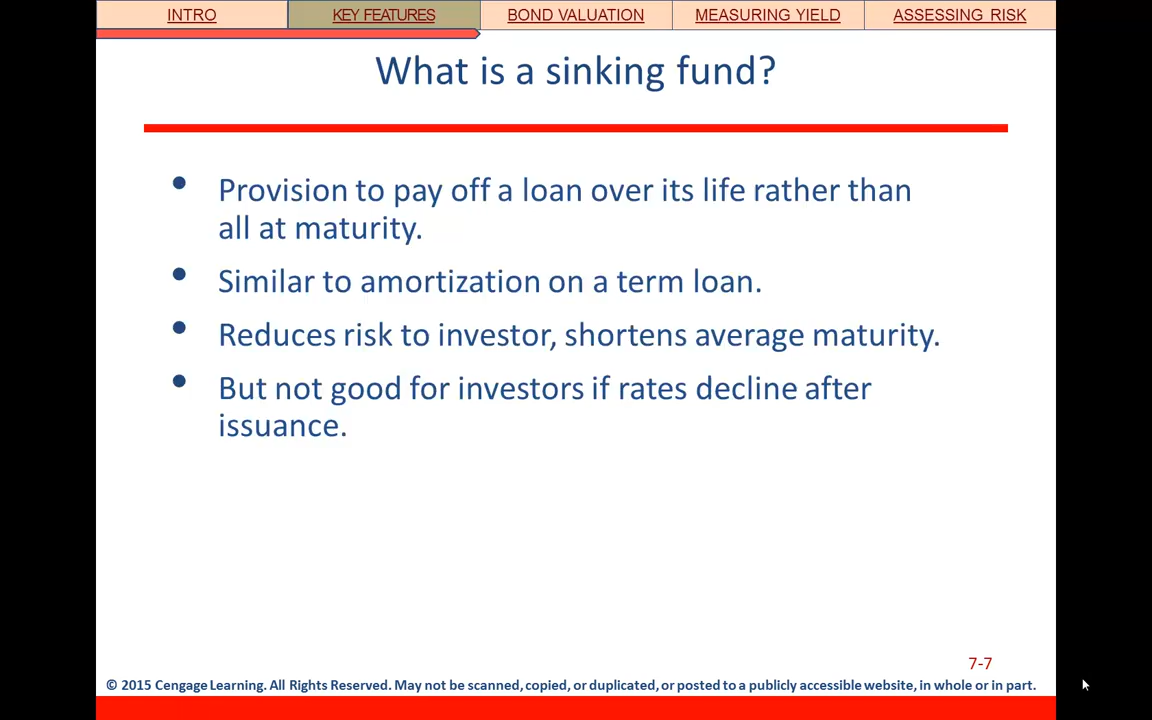 INTRO
KEY FEATURES
BOND VALUATION
MEASURING YIELD
ASSESSING RISK
What is a sinking fund?
• Provision to pay off a loan over its life rather than
all at maturity.
• Similar to amortization on a term loan.
• Reduces risk to investor, shortens average maturity.
• But not good for investors if rates decline after
issuance.
7-7
© 2015 Cengage Learning. All Rights Reserved. May not be scanned, copied, or duplicated, or posted to a publicly accessible website, in whole or in part.